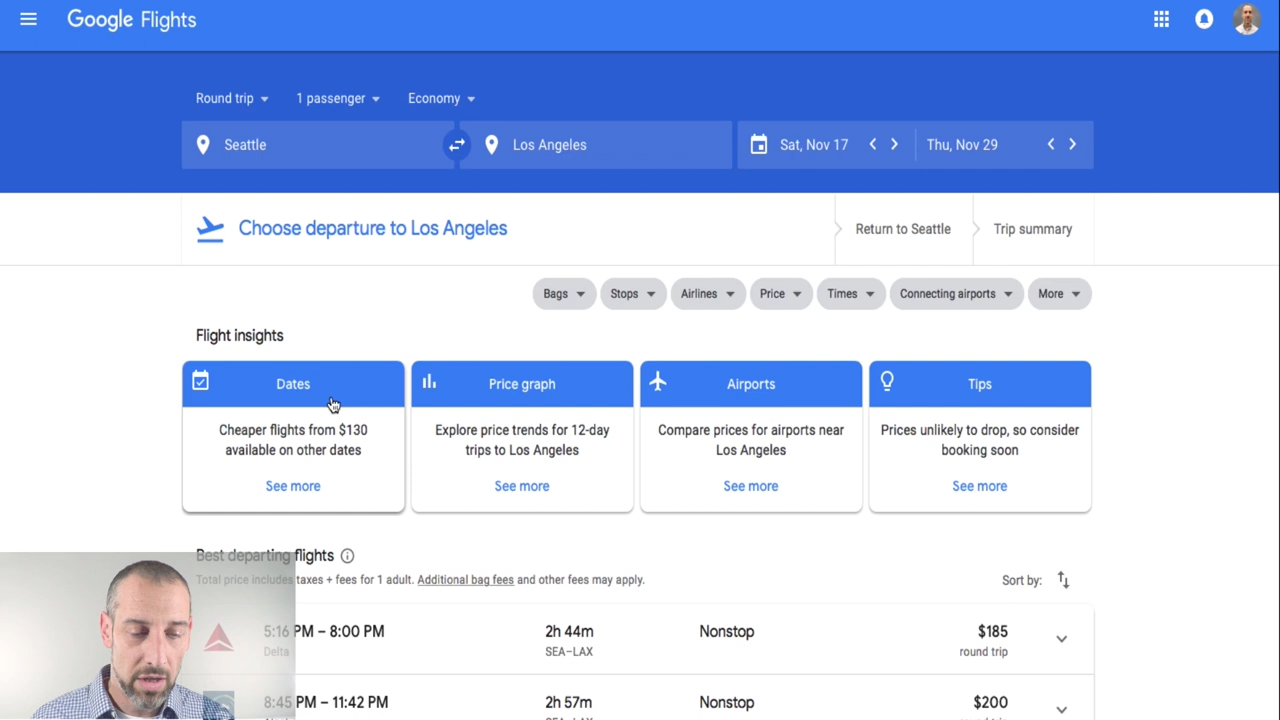 Google Flights
Round trip
1 passenger
Economy
Seattle
Los Angeles
Sat, Nov 17
Thu, Nov 29
Choose departure to Los Angeles
Return to Seattle
Trip summary
Bags
Stops
Airlines
Price
Times
Connecting airports
More
Flight insights
Dates
Cheaper flights from $130
available on other dates
See more
Price graph
Explore price trends for 12-day
trips to Los Angeles
See more
Airports
Compare prices for airports near
Los Angeles
See more
Tips
Prices unlikely to drop, so consider
booking soon
See more
Best departing flights
Total price includes taxes + fees for 1 adult. Additional bag fees and other fees may apply.
Sort by:
5:16 PM – 8:00 PM
Delta
2h 44m
SEA–LAX
Nonstop
$185
round trip
8:45 PM – 11:42 PM
2h 57m
Nonstop
$200